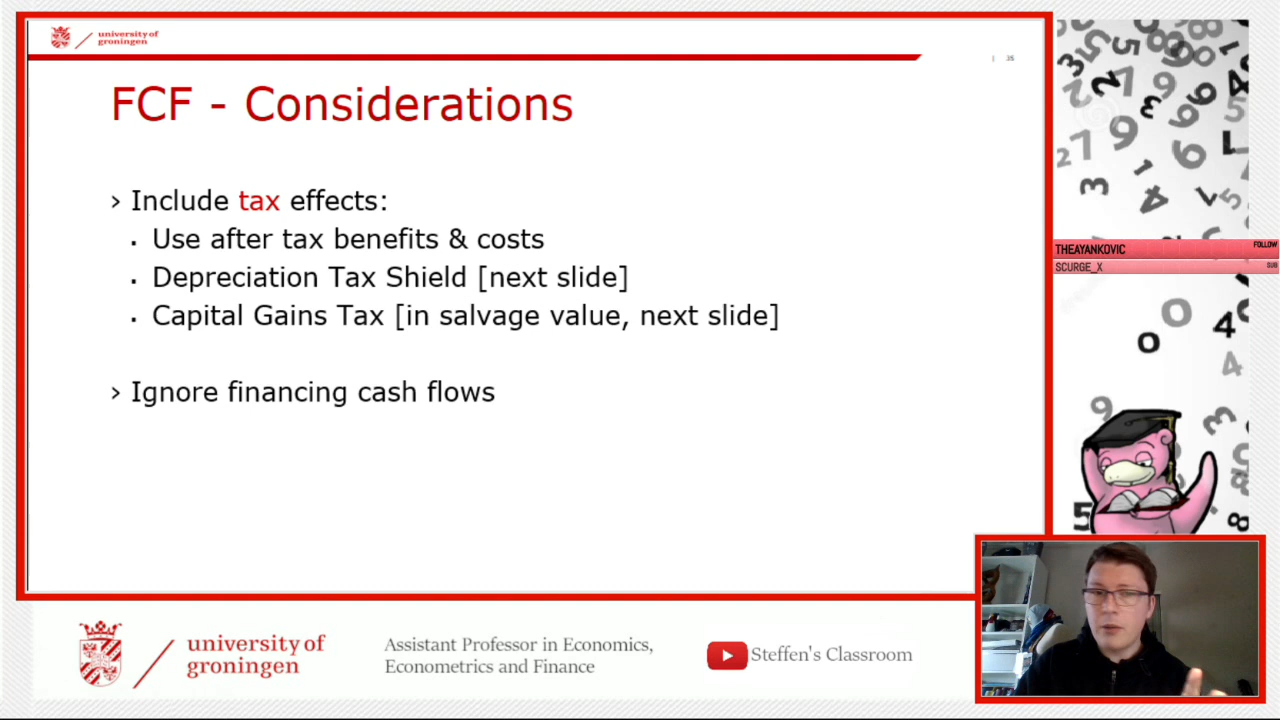 university of
groningen
| 35
FCF - Considerations
› Include tax effects:
▪ Use after tax benefits & costs
▪ Depreciation Tax Shield [next slide]
▪ Capital Gains Tax [in salvage value, next slide]
› Ignore financing cash flows
THEAYANKOVIC FOLLOW
SCURGE_X SUB
university of
groningen
Assistant Professor in Economics,
Econometrics and Finance
Steffen's Classroom